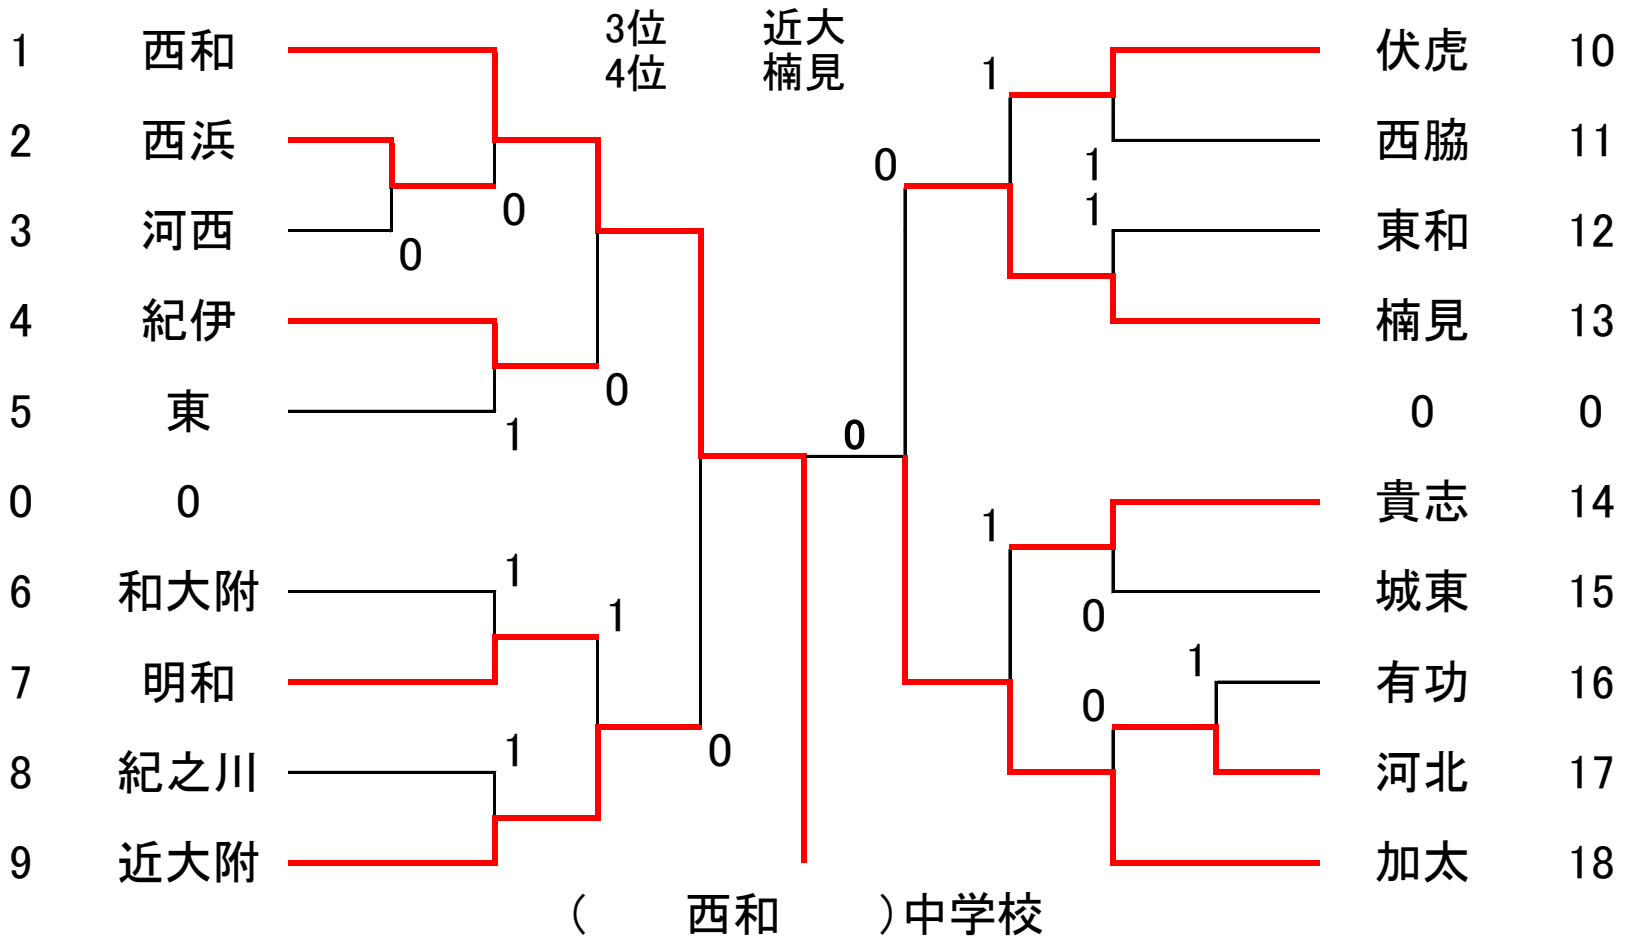 3位 近大
4位 楠見
1 西和
2 西浜
3 河西
4 紀伊
5 東
0 0
6 和大附
7 明和
8 紀之川
9 近大附
0
0
0
1
1
1
1
0
0
0
1
1
1
1
0
1
0
伏虎 10
西脇 11
東和 12
楠見 13
0 0
貴志 14
城東 15
有功 16
河北 17
加太 18
( 西和 )中学校